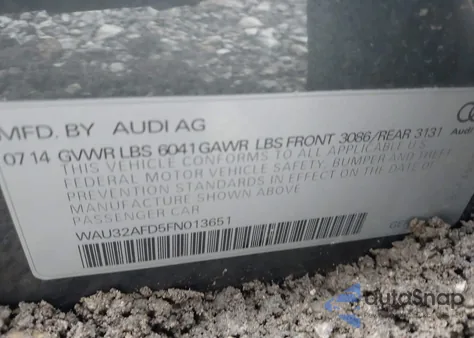 MFD. BY AUDI AG
07 14 GVWR LBS 6041 GAWR LBS FRONT 3086/REAR 3131
THIS VEHICLE CONFORMS TO ALL APPLICABLE U.S.
FEDERAL MOTOR VEHICLE SAFETY, BUMPER AND THEFT
PREVENTION STANDARDS IN EFFECT ON THE DATE OF
MANUFACTURE SHOWN ABOVE
PASSENGER CAR
WAU32AFD5FN013651
Audi
autoSnap